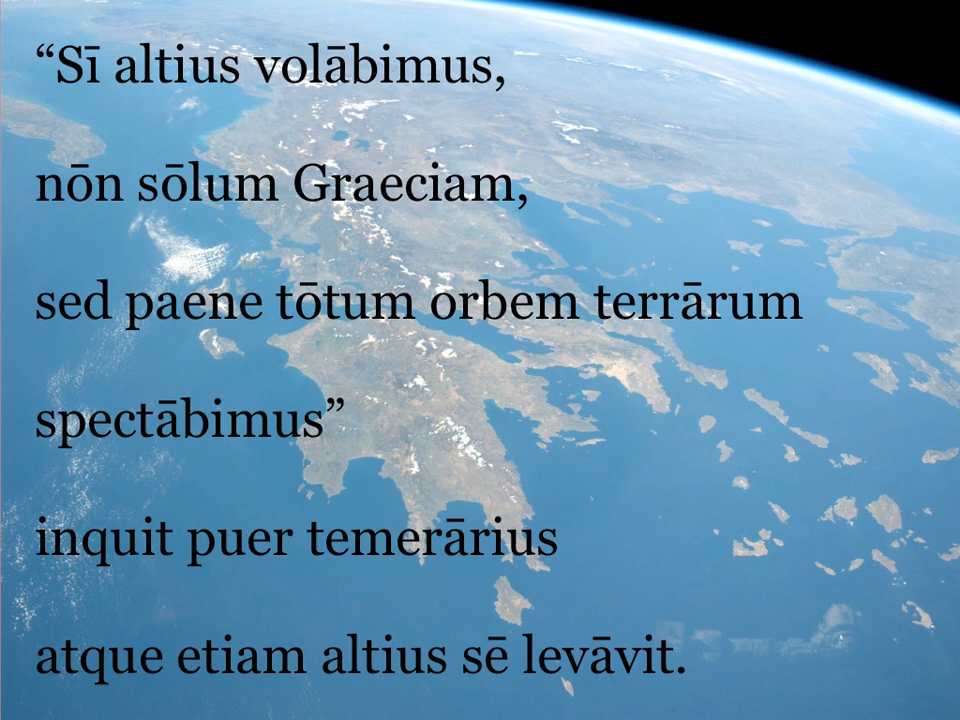 “Sī altius volābimus,
nōn sōlum Graeciam,
sed paene tōtum orbem terrārum
spectābimus”
inquit puer temerārius
atque etiam altius sē levāvit.